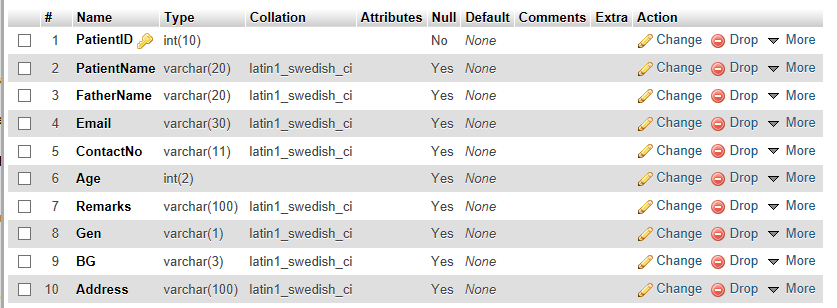 # Name Type Collation Attributes Null Default Comments Extra Action
1 PatientID int(10) No None Change Drop More
2 PatientName varchar(20) latin1_swedish_ci Yes None Change Drop More
3 FatherName varchar(20) latin1_swedish_ci Yes None Change Drop More
4 Email varchar(30) latin1_swedish_ci Yes None Change Drop More
5 ContactNo varchar(11) latin1_swedish_ci Yes None Change Drop More
6 Age int(2) Yes None Change Drop More
7 Remarks varchar(100) latin1_swedish_ci Yes None Change Drop More
8 Gen varchar(1) latin1_swedish_ci Yes None Change Drop More
9 BG varchar(3) latin1_swedish_ci Yes None Change Drop More
10 Address varchar(100) latin1_swedish_ci Yes None Change Drop More